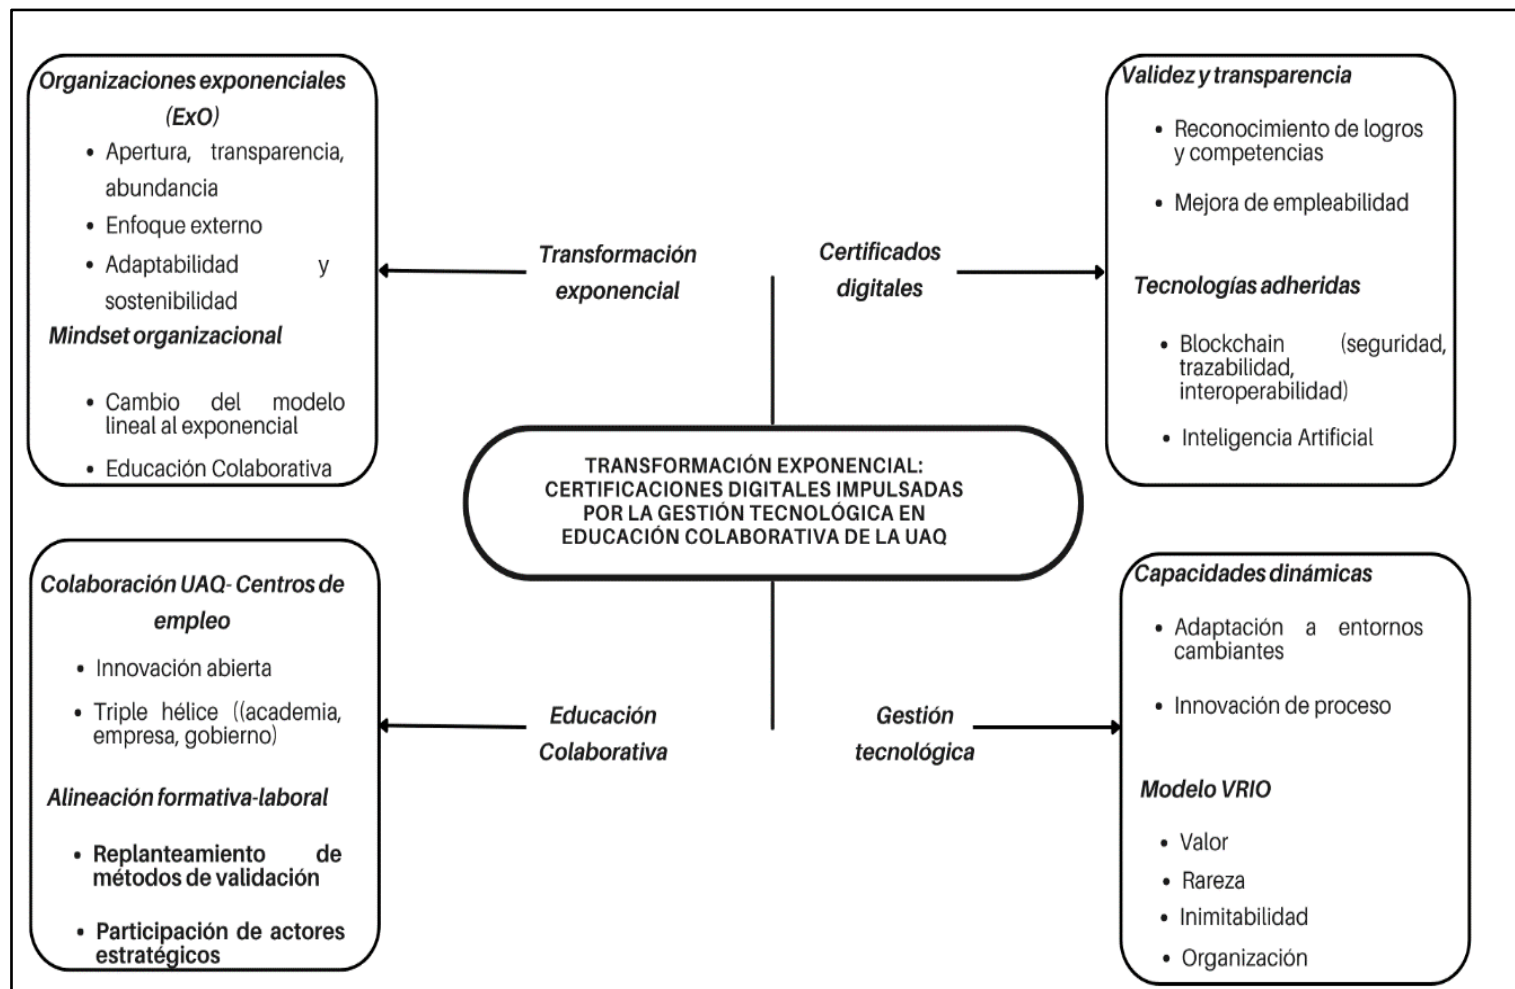 Organizaciones exponenciales
(ExO)
• Apertura, transparencia,
abundancia
• Enfoque externo
• Adaptabilidad y
sostenibilidad
Mindset organizacional
• Cambio del modelo
lineal al exponencial
• Educación Colaborativa
Transformación
exponencial
Certificados
digitales
Validez y transparencia
• Reconocimiento de logros
y competencias
• Mejora de empleabilidad
Tecnologías adheridas
• Blockchain (seguridad,
trazabilidad,
interoperabilidad)
• Inteligencia Artificial
TRANSFORMACIÓN EXPONENCIAL:
CERTIFICACIONES DIGITALES IMPULSADAS
POR LA GESTIÓN TECNOLÓGICA EN
EDUCACIÓN COLABORATIVA DE LA UAQ
Colaboración UAQ- Centros de
empleo
• Innovación abierta
• Triple hélice ((academia,
empresa, gobierno)
Alineación formativa-laboral
• Replanteamiento de
métodos de validación
• Participación de actores
estratégicos
Educación
Colaborativa
Gestión
tecnológica
Capacidades dinámicas
• Adaptación a entornos
cambiantes
• Innovación de proceso
Modelo VRIO
• Valor
• Rareza
• Inimitabilidad
• Organización